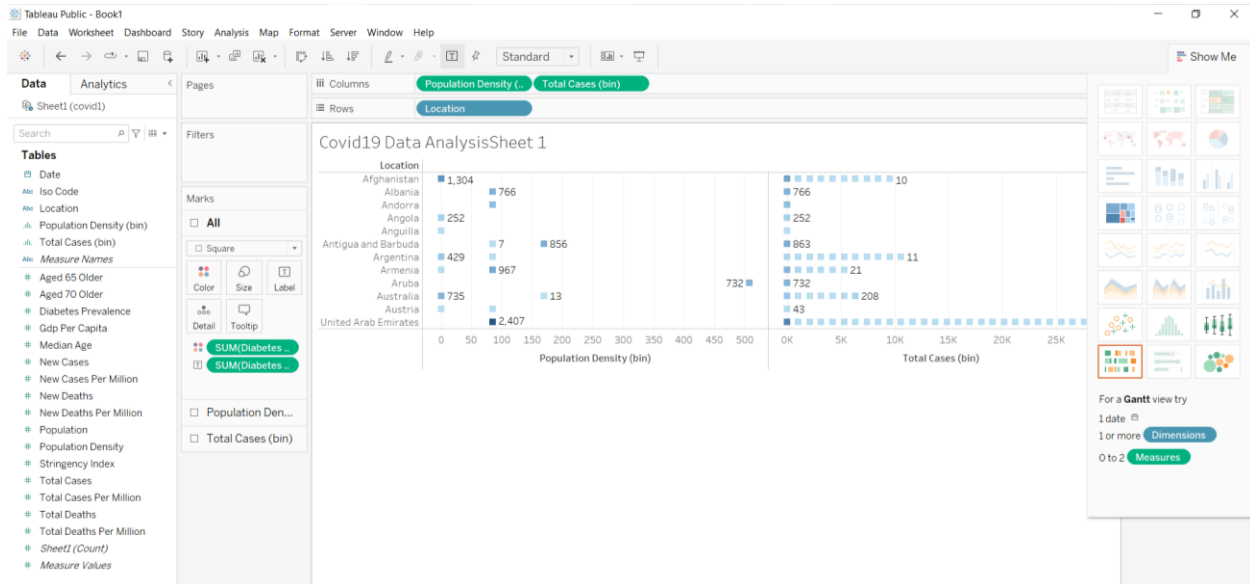 Tableau Public - Book1
File Data Worksheet Dashboard Story Analysis Map Format Server Window Help
Standard
Show Me
Data Analytics
Sheet1 (covid1)
Search
Tables
Date
Abc Iso Code
Abc Location
Population Density (bin)
Total Cases (bin)
Abc Measure Names
# Aged 65 Older
# Aged 70 Older
# Diabetes Prevalence
# Gdp Per Capita
# Median Age
# New Cases
# New Cases Per Million
# New Deaths
# New Deaths Per Million
# Population
# Population Density
# Stringency Index
# Total Cases
# Total Cases Per Million
# Total Deaths
# Total Deaths Per Million
# Sheet1 (Count)
# Measure Values
Pages
Filters
Marks
All
Square
Color Size Label
Detail Tooltip
SUM(Diabetes ..
SUM(Diabetes ..
Population Den...
Total Cases (bin)
Columns Population Density (.. Total Cases (bin)
Rows Location
Covid19 Data AnalysisSheet 1
Location
Afghanistan 1,304 10
Albania 766 766
Andorra
Angola 252 252
Anguilla
Antigua and Barbuda 7 856 863
Argentina 429 11
Armenia 967 21
Aruba 732 732
Australia 735 13 208
Austria 43
United Arab Emirates 2,407
0 50 100 150 200 250 300 350 400 450 500 0K 5K 10K 15K 20K 25K
Population Density (bin) Total Cases (bin)
For a Gantt view try
1 date
1 or more Dimensions
0 to 2 Measures